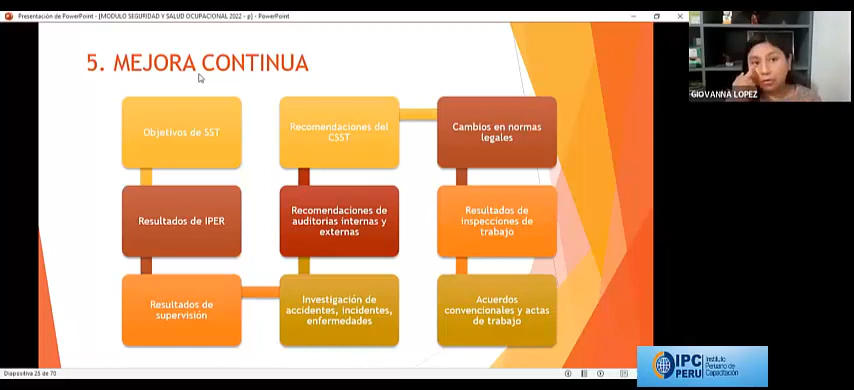 Presentación de PowerPoint - [MODULO SEGURIDAD Y SALUD OCUPACIONAL 2022 - p] - PowerPoint
5. MEJORA CONTINUA
Objetivos de SST
Resultados de IPER
Resultados de
supervisión
Investigación de
accidentes, incidentes,
enfermedades
Recomendaciones de
auditorías internas y
externas
Recomendaciones del
CSST
Cambios en normas
legales
Resultados de
inspecciones de
trabajo
Acuerdos
convencionales y actas
de trabajo
GIOVANNA LOPEZ
Diapositiva 25 de 70
IPC
PERU
Instituto
Peruano de
Capacitación